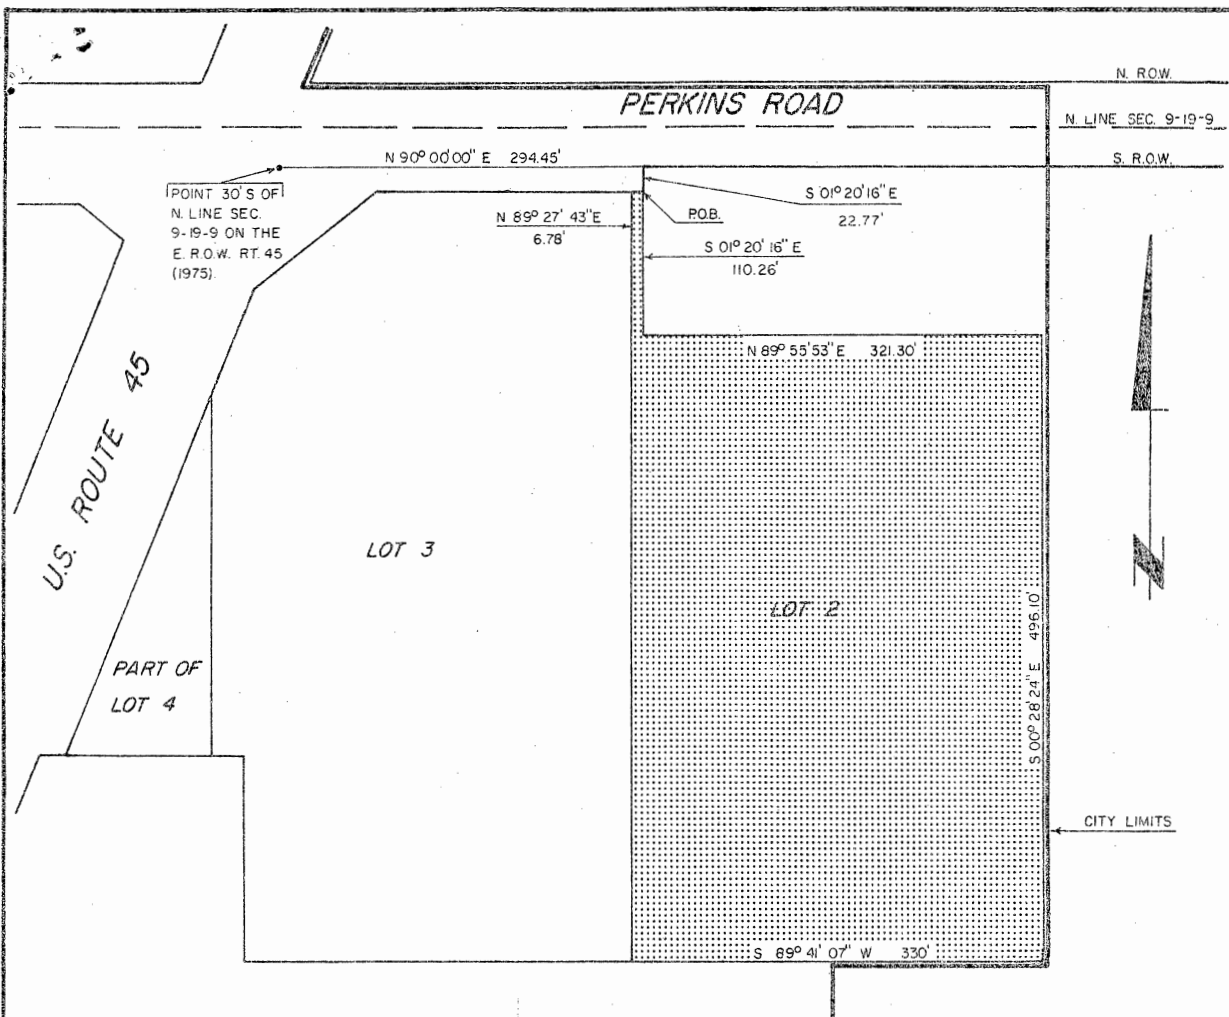 N. R.O.W.
PERKINS ROAD
N. LINE SEC. 9-19-9
N 90° 00' 00" E 294.45'
S. R.O.W.
POINT 30' S OF
N. LINE SEC.
9-19-9 ON THE
E. R.O.W. RT. 45
(1975).
N 89° 27' 43" E
6.78'
P.O.B.
S 01° 20' 16" E
22.77'
S 01° 20' 16" E
110.26'
N 89° 55' 53" E 321.30'
U.S. ROUTE 45
LOT 3
LOT 2
S 00° 28' 24" E 496.10'
PART OF
LOT 4
CITY LIMITS
S 89° 41' 07" W 330'
N